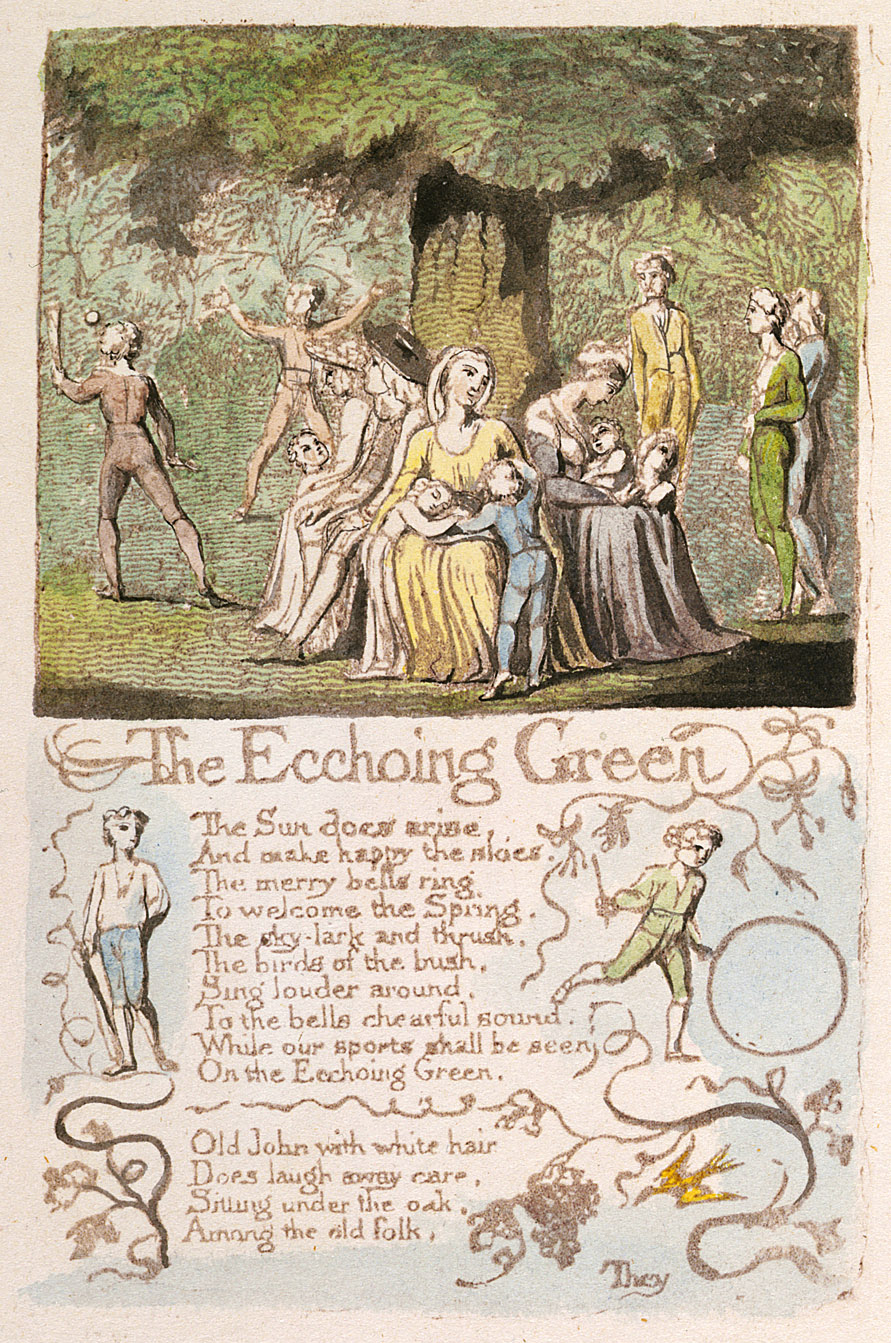 The Ecchoing Green
The Sun does arise,
And make happy the skies.
The merry bells ring.
To welcome the Spring.
The sky-lark and thrush,
The birds of the bush,
Sing louder around,
To the bells chearful sound.
While our sports shall be seen
On the Ecchoing Green.
Old John with white hair
Does laugh away care,
Sitting under the oak,
Among the old folk,
They